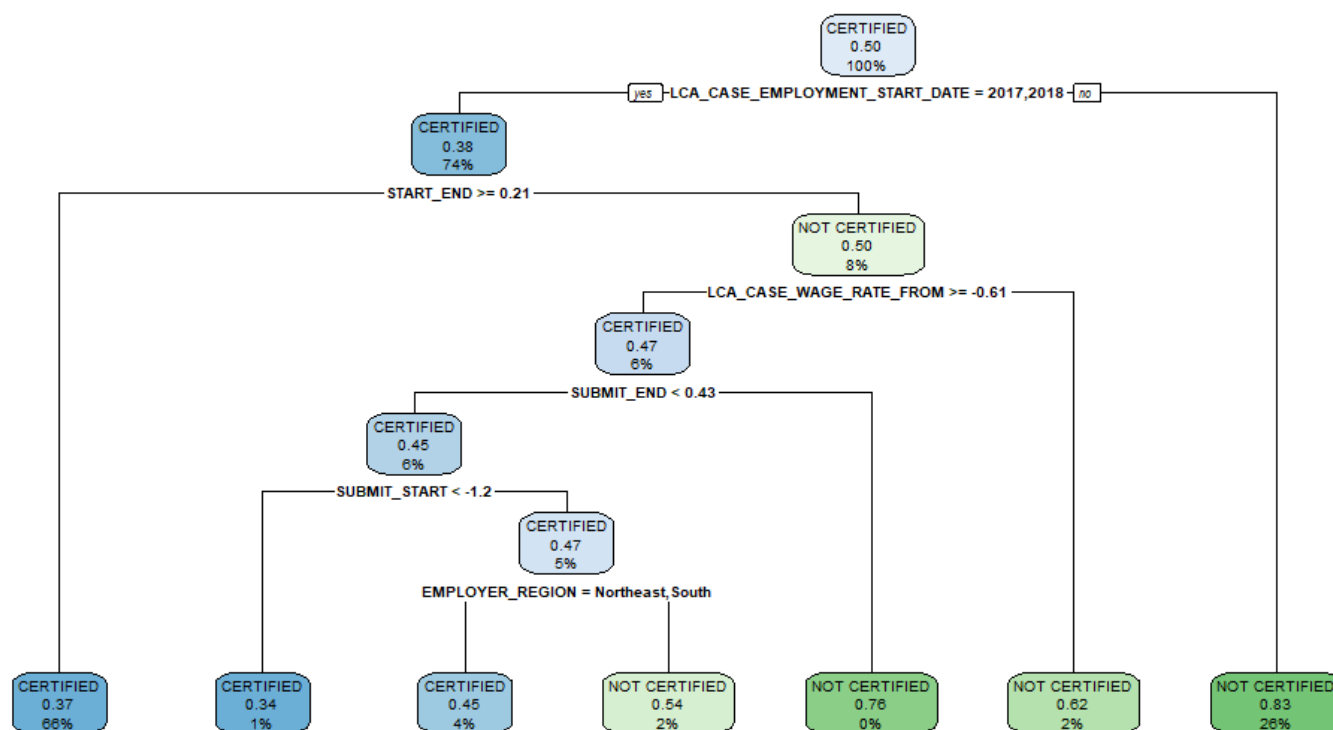 CERTIFIED
0.50
100%
yes LCA_CASE_EMPLOYMENT_START_DATE = 2017,2018 no
CERTIFIED
0.38
74%
START_END >= 0.21
NOT CERTIFIED
0.50
8%
LCA_CASE_WAGE_RATE_FROM >= -0.61
CERTIFIED
0.47
6%
SUBMIT_END < 0.43
CERTIFIED
0.45
6%
SUBMIT_START < -1.2
CERTIFIED
0.47
5%
EMPLOYER_REGION = Northeast,South
CERTIFIED
0.37
66%
CERTIFIED
0.34
1%
CERTIFIED
0.45
4%
NOT CERTIFIED
0.54
2%
NOT CERTIFIED
0.76
0%
NOT CERTIFIED
0.62
2%
NOT CERTIFIED
0.83
26%